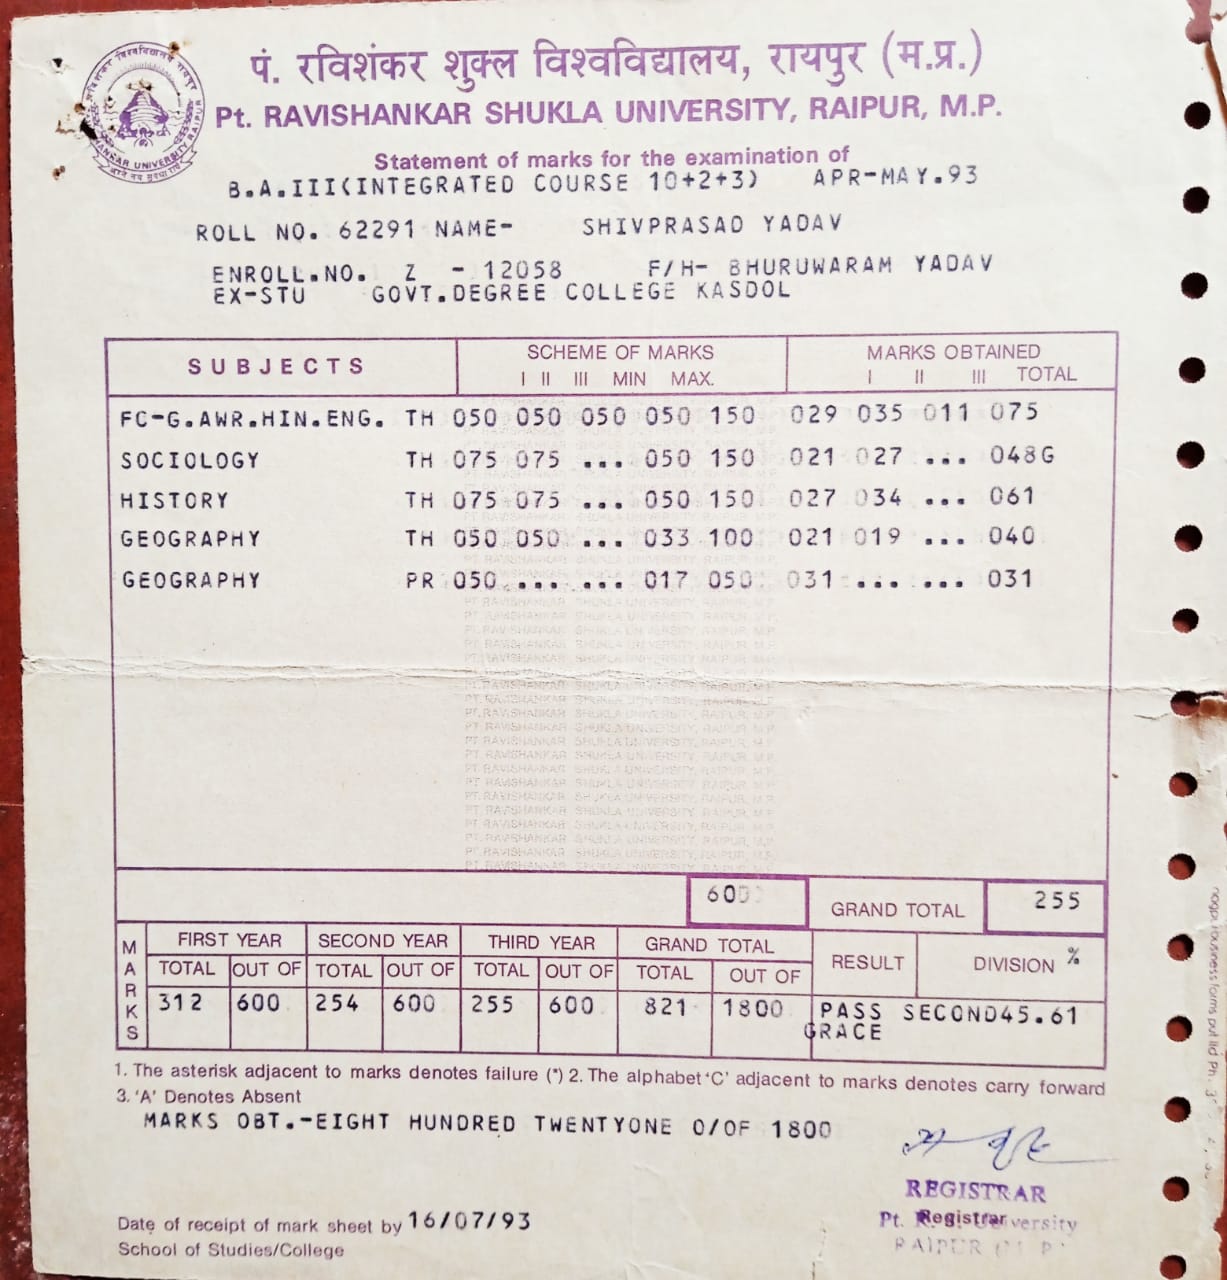 पं. रविशंकर शुक्ल विश्वविद्यालय, रायपुर (म.प्र.)
Pt. RAVISHANKAR SHUKLA UNIVERSITY, RAIPUR, M.P.
Statement of marks for the examination of
B.A.III(INTEGRATED COURSE 10+2+3) APR-MAY.93
ROLL NO. 62291 NAME- SHIVPRASAD YADAV
ENROLL.NO. Z - 12058 F/H- BHURUWARAM YADAV
EX-STU GOVT.DEGREE COLLEGE KASDOL
SUBJECTS SCHEME OF MARKS MARKS OBTAINED
I II III MIN MAX. I II III TOTAL
FC-G.AWR.HIN.ENG. TH 050 050 050 050 150 029 035 011 075
SOCIOLOGY TH 075 075 ... 050 150 021 027 ... 048G
HISTORY TH 075 075 ... 050 150 027 034 ... 061
GEOGRAPHY TH 050 050 ... 033 100 021 019 ... 040
GEOGRAPHY PR 050 ... ... 017 050 031 ... ... 031
600 GRAND TOTAL 255
MARKS FIRST YEAR SECOND YEAR THIRD YEAR GRAND TOTAL RESULT DIVISION %
TOTAL OUT OF TOTAL OUT OF TOTAL OUT OF TOTAL OUT OF
312 600 254 600 255 600 821 1800 PASS SECOND45.61
GRACE
1. The asterisk adjacent to marks denotes failure (*) 2. The alphabet 'C' adjacent to marks denotes carry forward
3. 'A' Denotes Absent
MARKS OBT.-EIGHT HUNDRED TWENTYONE O/OF 1800
REGISTRAR
Registrar
Date of receipt of mark sheet by 16/07/93
School of Studies/College